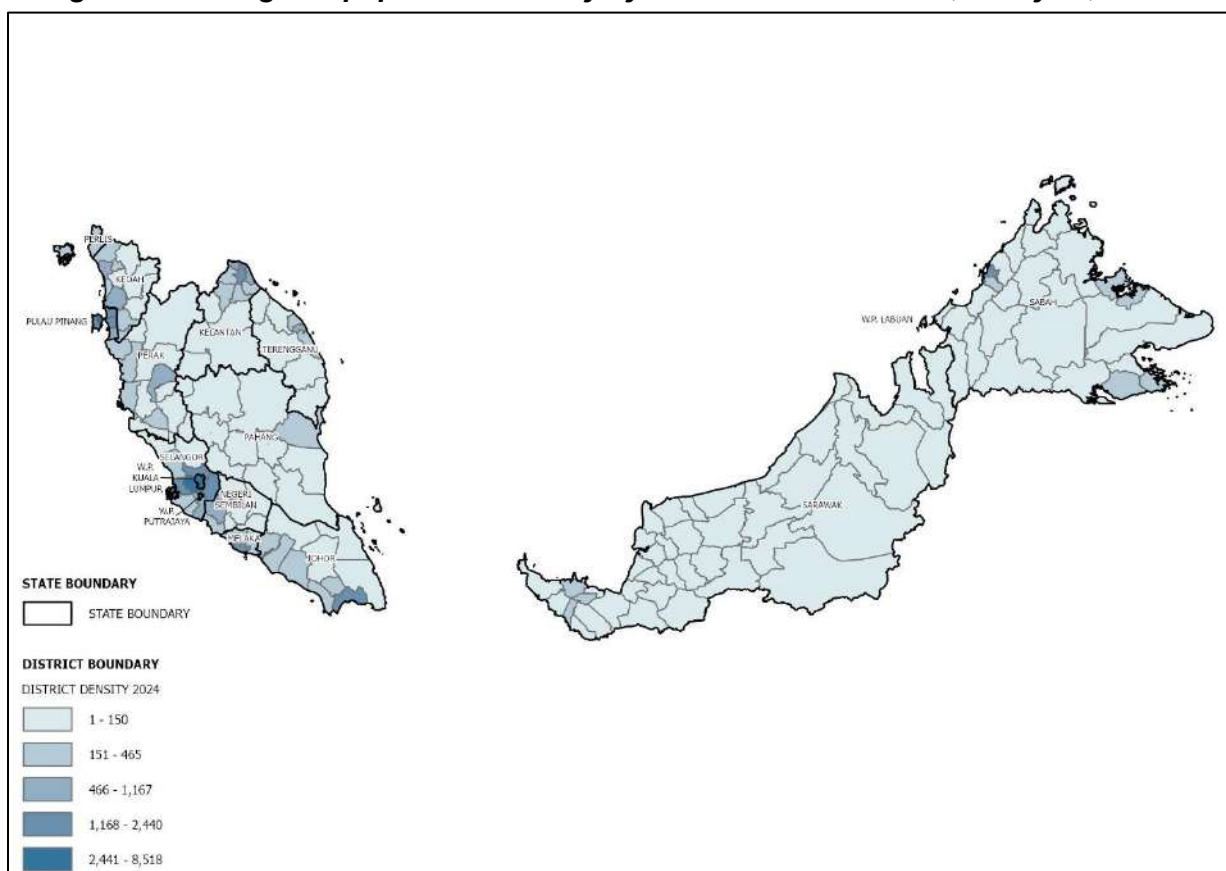 PERLIS
KEDAH
PULAU PINANG
PERAK
KELANTAN
TERENGGANU
PAHANG
SELANGOR
W.P.
KUALA
LUMPUR
W.P.
PUTRAJAYA
NEGERI
SEMBILAN
MELAKA
JOHOR
W.P. LABUAN
SABAH
SARAWAK
STATE BOUNDARY
STATE BOUNDARY
DISTRICT BOUNDARY
DISTRICT DENSITY 2024
1 - 150
151 - 465
466 - 1,167
1,168 - 2,440
2,441 - 8,518